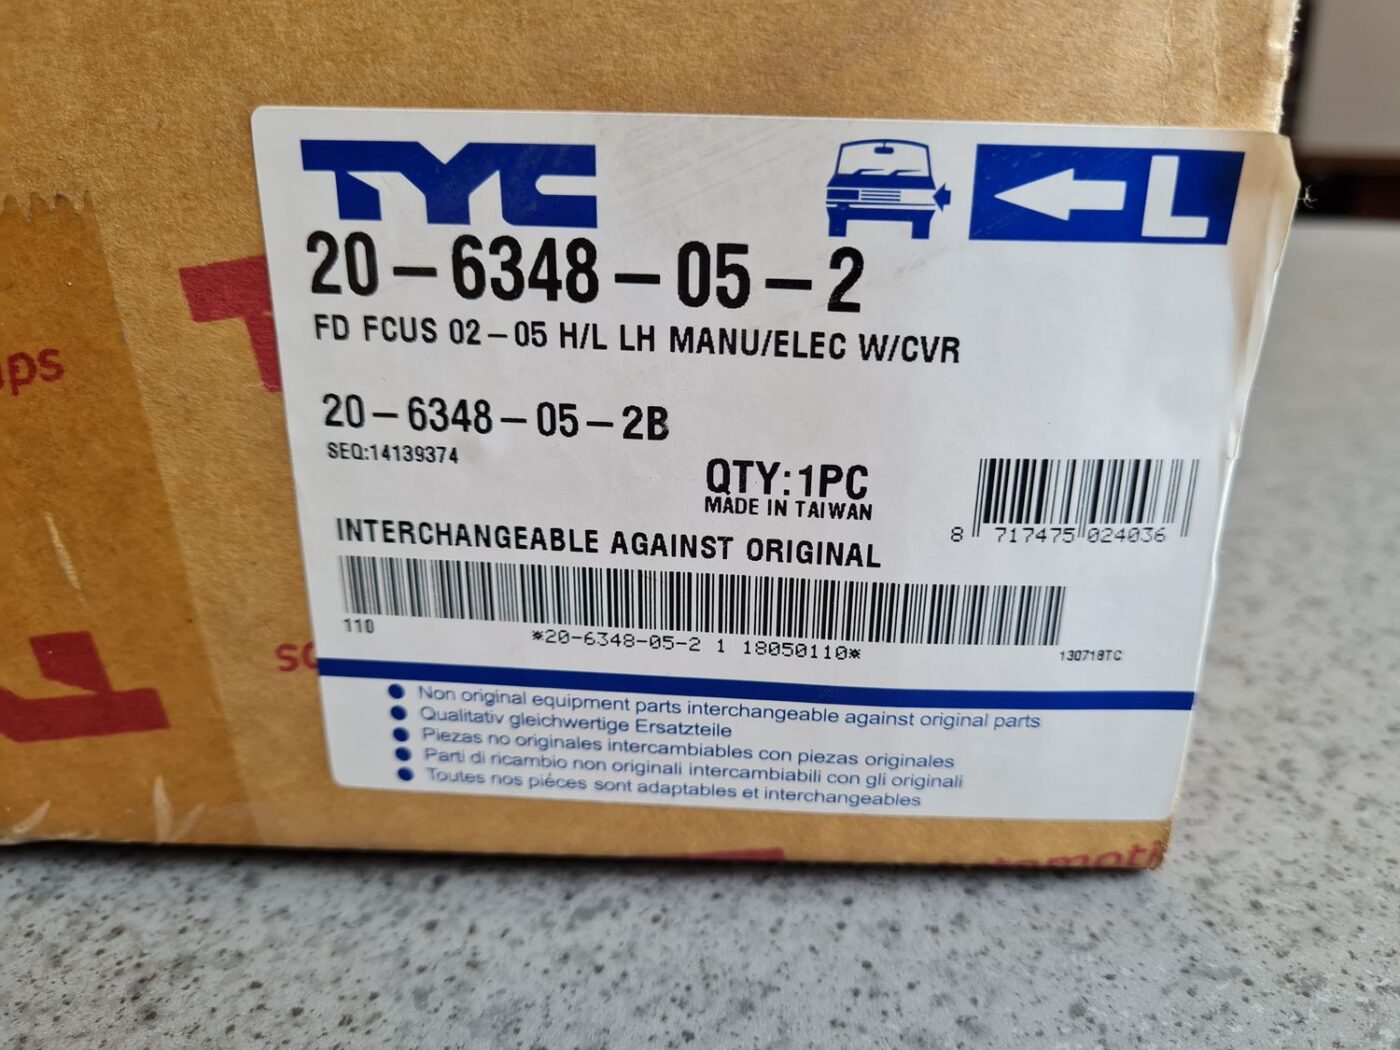 TYC
L
20-6348-05-2
FD FCUS 02-05 H/L LH MANU/ELEC W/CVR
20-6348-05-2B
SEQ:14139374
QTY:1PC
MADE IN TAIWAN
INTERCHANGEABLE AGAINST ORIGINAL
8 717475 024036
110
*20-6348-05-2 1 18050110*
130718TC
Non original equipment parts interchangeable against original parts
Qualitativ gleichwertige Ersatzteile
Piezas no originales intercambiables con piezas originales
Parti di ricambio non originali intercambiabili con gli originali
Toutes nos piéces sont adaptables et interchangeables